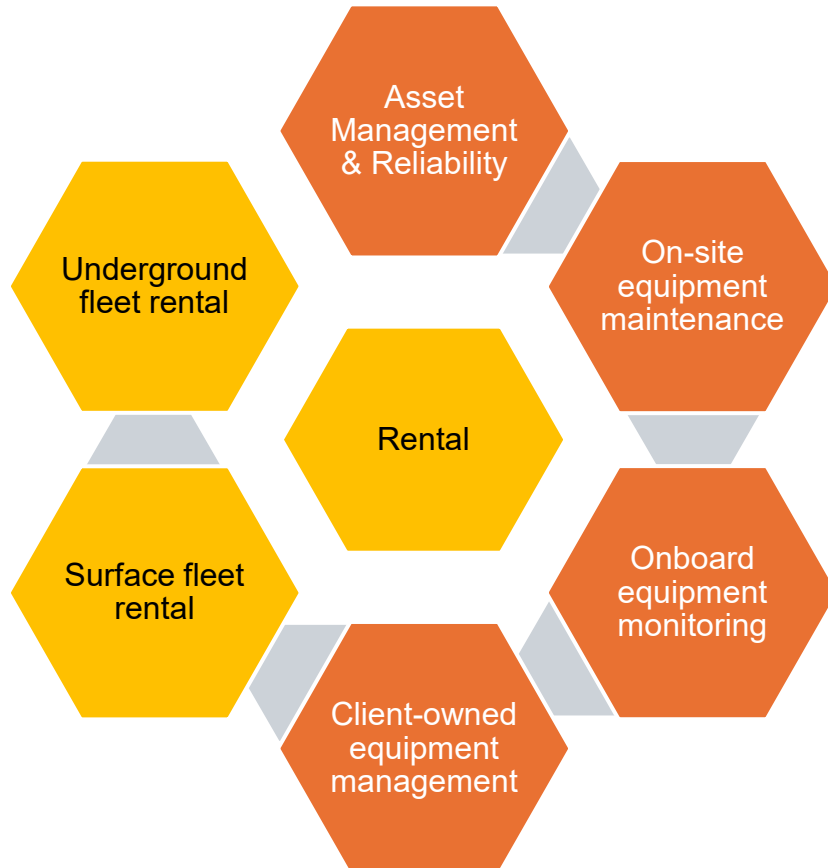 Asset
Management
& Reliability
On-site
equipment
maintenance
Onboard
equipment
monitoring
Client-owned
equipment
management
Surface fleet
rental
Underground
fleet rental
Rental